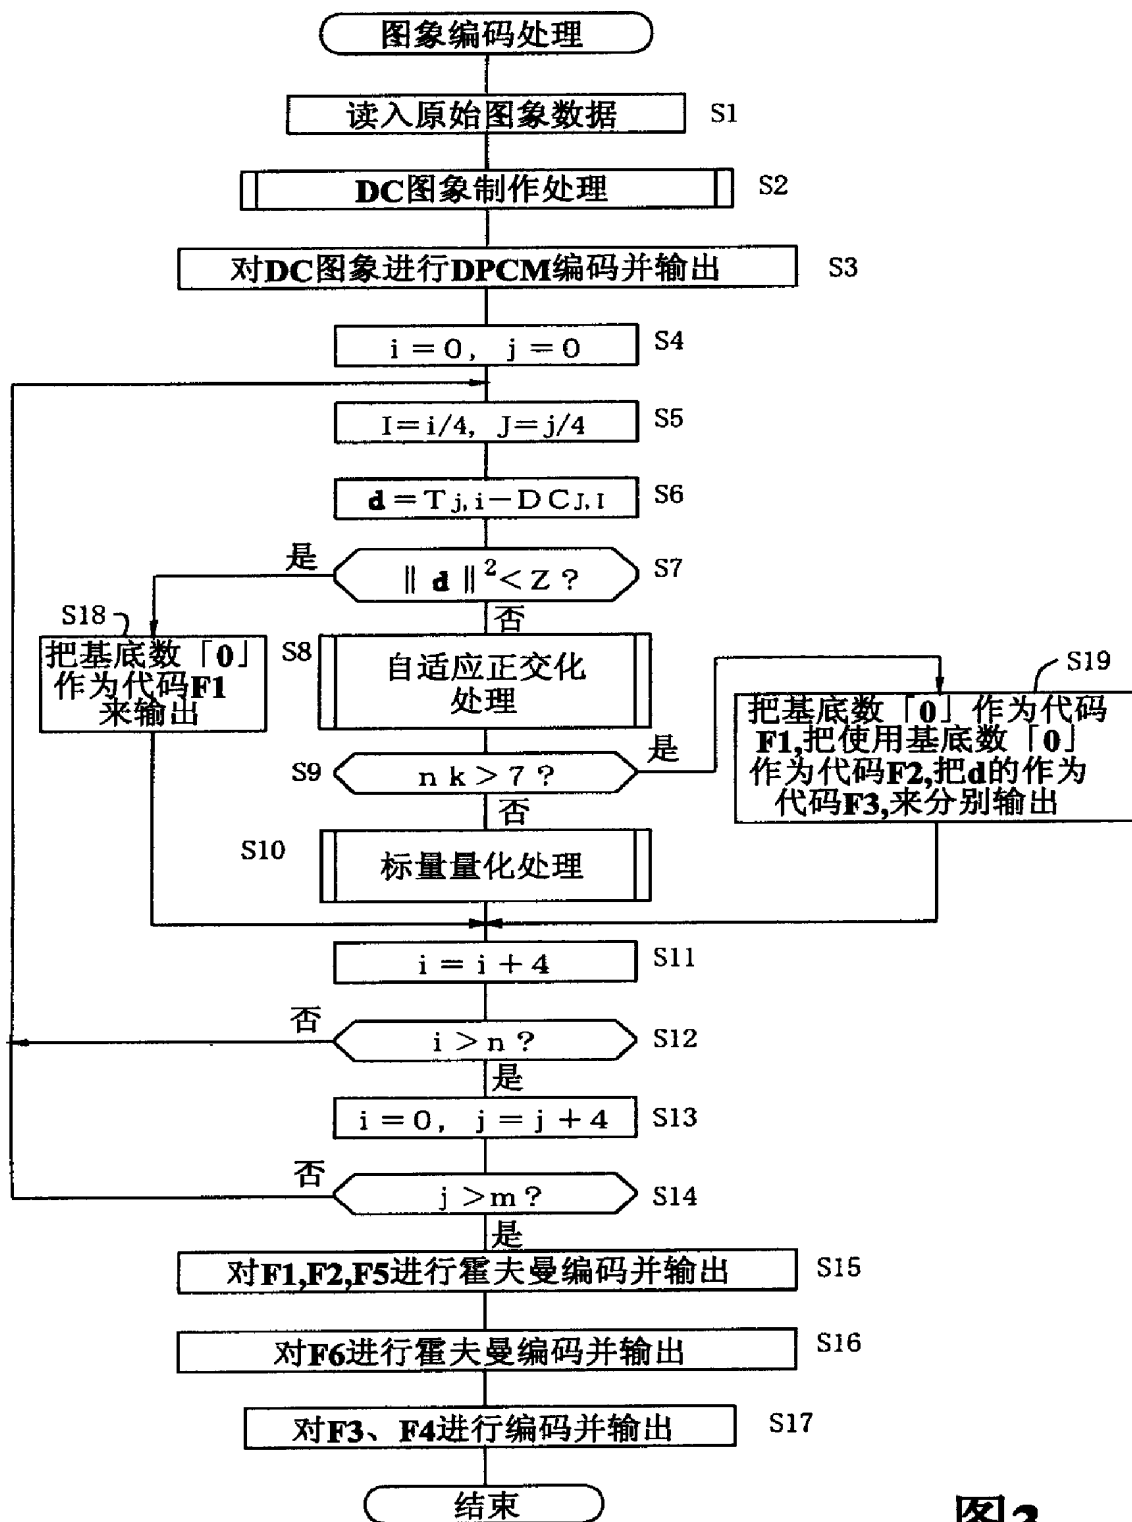 图象编码处理
读入原始图象数据 S1
DC图象制作处理 S2
对DC图象进行DPCM编码并输出 S3
i=0, j=0 S4
I=i/4, J=j/4 S5
d=Tj,i−DCJ,I S6
是
‖d‖²<Z? S7
否
S18
把基底数「0」
作为代码F1
来输出
S8
自适应正交化
处理
S9
nk>7?
是
否
S19
把基底数「0」作为代码
F1,把使用基底数「0」
作为代码F2,把d的作为
代码F3,来分别输出
S10
标量量化处理
i=i+4 S11
否
i>n? S12
是
i=0, j=j+4 S13
否
j>m? S14
是
对F1,F2,F5进行霍夫曼编码并输出 S15
对F6进行霍夫曼编码并输出 S16
对F3、F4进行编码并输出 S17
结束